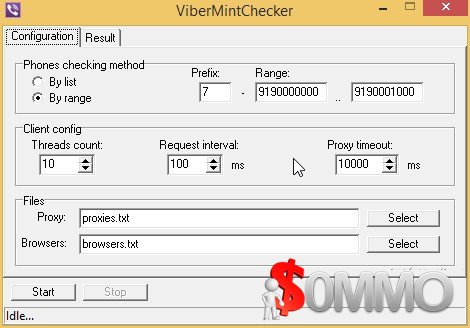 ViberMintChecker
Configuration Result
Phones checking method
By list
By range
Prefix: Range:
7 - 9190000000 .. 9190001000
Client config
Threads count: Request interval: Proxy timeout:
10 100 ms 10000 ms
Files
Proxy: proxies.txt Select
Browsers: browsers.txt Select
Start Stop
$OMMO
Idle...